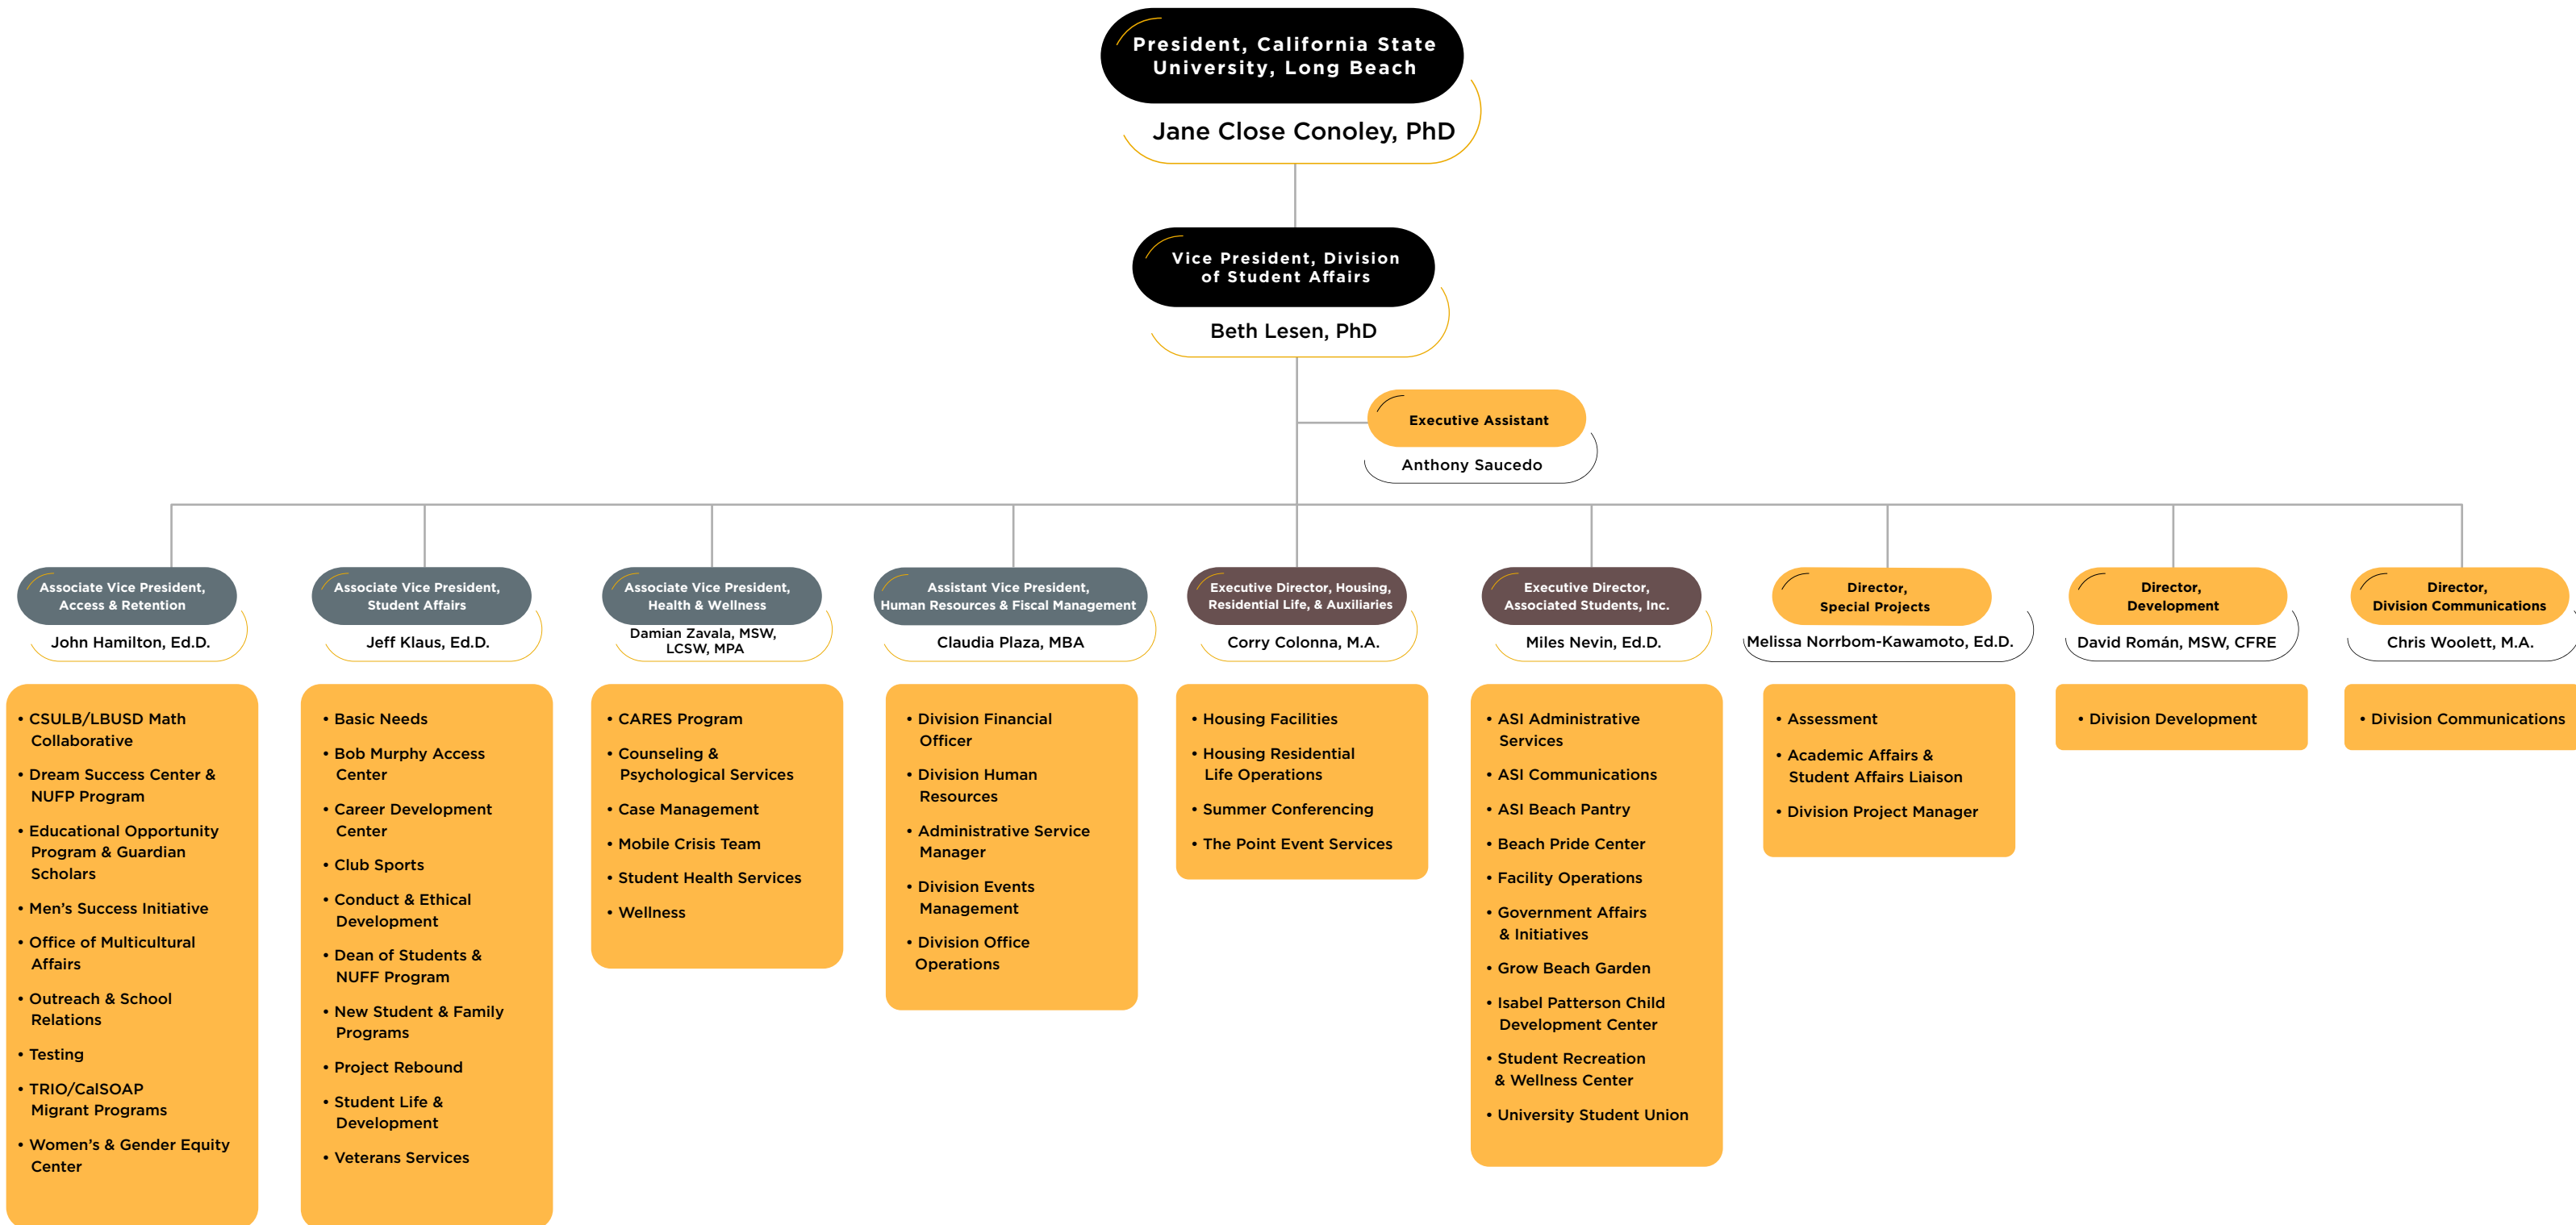 President, California State
University, Long Beach
Jane Close Conoley, PhD
Vice President, Division
of Student Affairs
Beth Lesen, PhD
Executive Assistant
Anthony Saucedo
Associate Vice President,
Access & Retention
John Hamilton, Ed.D.
• CSULB/LBUSD Math
Collaborative
• Dream Success Center &
NUFP Program
• Educational Opportunity
Program & Guardian
Scholars
• Men’s Success Initiative
• Office of Multicultural
Affairs
• Outreach & School
Relations
• Testing
• TRIO/CalSOAP
Migrant Programs
• Women’s & Gender Equity
Center
Associate Vice President,
Student Affairs
Jeff Klaus, Ed.D.
• Basic Needs
• Bob Murphy Access
Center
• Career Development
Center
• Club Sports
• Conduct & Ethical
Development
• Dean of Students &
NUFF Program
• New Student & Family
Programs
• Project Rebound
• Student Life &
Development
• Veterans Services
Associate Vice President,
Health & Wellness
Damian Zavala, MSW,
LCSW, MPA
• CARES Program
• Counseling &
Psychological Services
• Case Management
• Mobile Crisis Team
• Student Health Services
• Wellness
Assistant Vice President,
Human Resources & Fiscal Management
Claudia Plaza, MBA
• Division Financial
Officer
• Division Human
Resources
• Administrative Service
Manager
• Division Events
Management
• Division Office
Operations
Executive Director, Housing,
Residential Life, & Auxiliaries
Corry Colonna, M.A.
• Housing Facilities
• Housing Residential
Life Operations
• Summer Conferencing
• The Point Event Services
Executive Director,
Associated Students, Inc.
Miles Nevin, Ed.D.
• ASI Administrative
Services
• ASI Communications
• ASI Beach Pantry
• Beach Pride Center
• Facility Operations
• Government Affairs
& Initiatives
• Grow Beach Garden
• Isabel Patterson Child
Development Center
• Student Recreation
& Wellness Center
• University Student Union
Director,
Special Projects
Melissa Norrbom-Kawamoto, Ed.D.
• Assessment
• Academic Affairs &
Student Affairs Liaison
• Division Project Manager
Director,
Development
David Román, MSW, CFRE
• Division Development
Director,
Division Communications
Chris Woolett, M.A.
• Division Communications